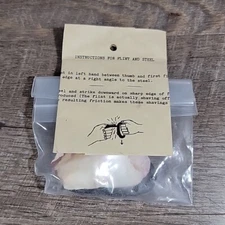 INSTRUCTIONS FOR FLINT AND STEEL
in left hand between thumb and first
edge at a right angle to the steel.
and strike downward on sharp edge of
(The flint is actually shaving off
resulting friction makes these shavings